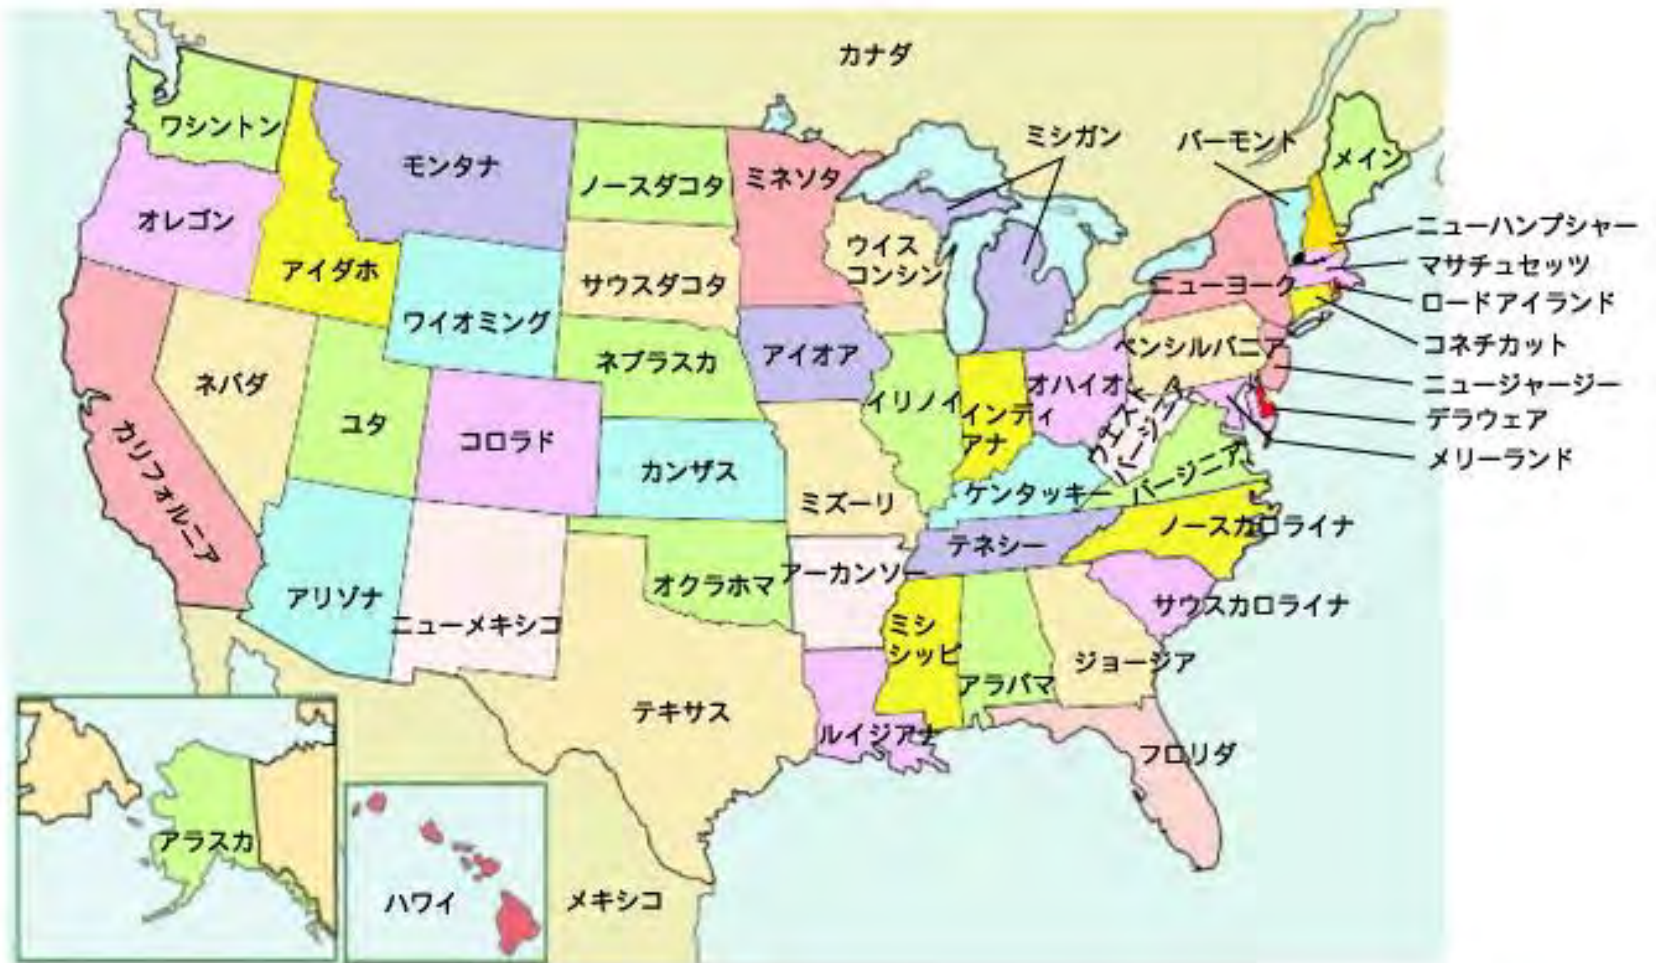 カナダ
ワシントン
モンタナ
ノースダコタ
ミネソタ
ミシガン
バーモント
メイン
オレゴン
アイダホ
ワイオミング
サウスダコタ
ウイス
コンシン
ニューヨーク
ニューハンプシャー
マサチュセッツ
ロードアイランド
コネチカット
ニュージャージー
デラウェア
メリーランド
ネバダ
ユタ
コロラド
ネブラスカ
アイオア
イリノイ
インディ
アナ
オハイオ
ペンシルバニア
ウエスト
バージニア
バージニア
カリフォルニア
カンザス
ミズーリ
ケンタッキー
アリゾナ
ニューメキシコ
オクラホマ
アーカンソー
テネシー
ノースカロライナ
サウスカロライナ
テキサス
ルイジアナ
ミシ
シッピ
アラバマ
ジョージア
フロリダ
アラスカ
ハワイ
メキシコ